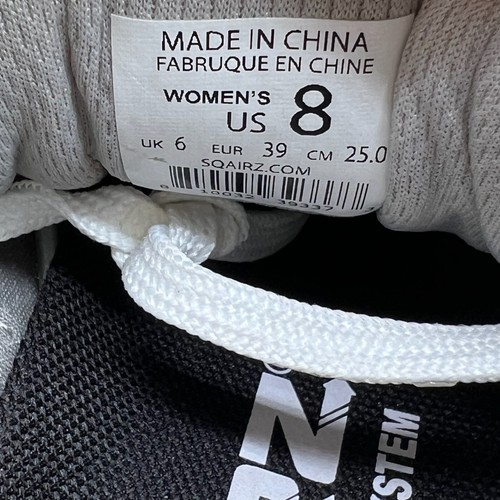 MADE IN CHINA
FABRUQUE EN CHINE
WOMEN'S
US 8
UK 6 EUR 39 CM 25.0
SQAIRZ.COM
STEM